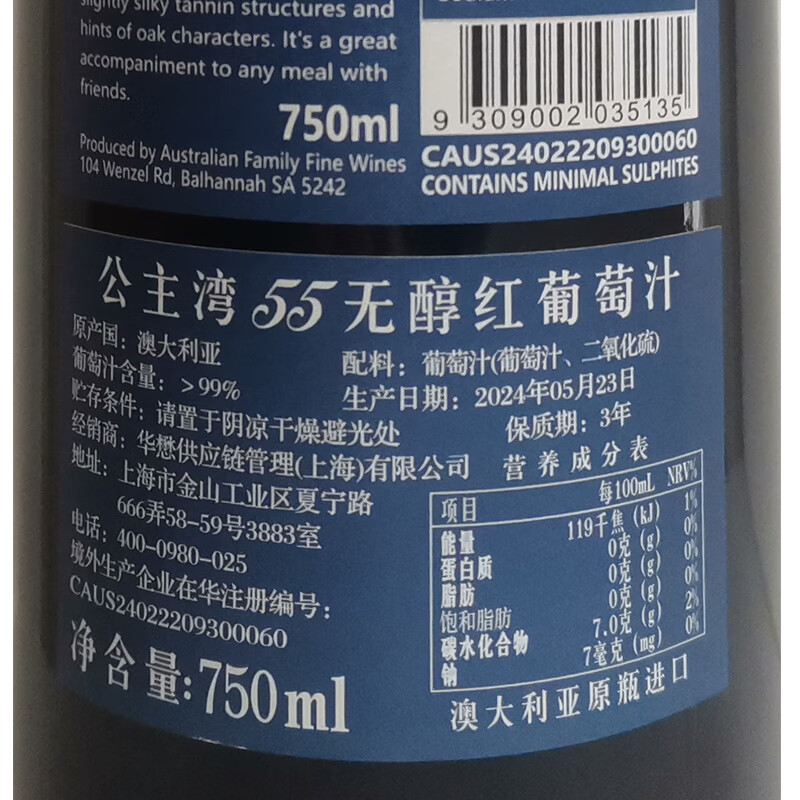 slightly silky tannin structures and
hints of oak characters. It's a great
accompaniment to any meal with
friends.
750ml
Produced by Australian Family Fine Wines
104 Wenzel Rd, Balhannah SA 5242
9 309002 035135
CAUS24022209300060
CONTAINS MINIMAL SULPHITES
公主湾 55 无醇红葡萄汁
原产国：澳大利亚
葡萄汁含量：>99%
贮存条件：请置于阴凉干燥避光处
经销商：华懋供应链管理(上海)有限公司
地址：上海市金山工业区夏宁路
666弄58-59号3883室
电话：400-0980-025
境外生产企业在华注册编号：
CAUS24022209300060
净含量:750ml
配料：葡萄汁(葡萄汁、二氧化硫)
生产日期：2024年05月23日
保质期：3年
营养成分表
项目 每100mL NRV%
能量 119千焦 (kJ) 1%
蛋白质 0克 (g) 0%
脂肪 0克 (g) 0%
饱和脂肪 0克 (g) 0%
碳水化合物 7.0克 (g) 2%
钠 7毫克 (mg) 0%
澳大利亚原瓶进口